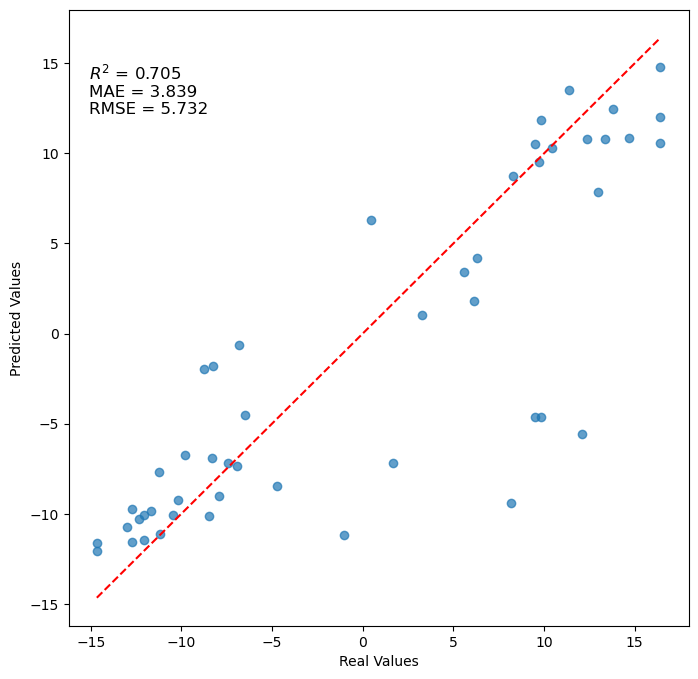 R² = 0.705
MAE = 3.839
RMSE = 5.732
15
10
5
0
−5
−10
−15
Predicted Values
−15 −10 −5 0 5 10 15
Real Values